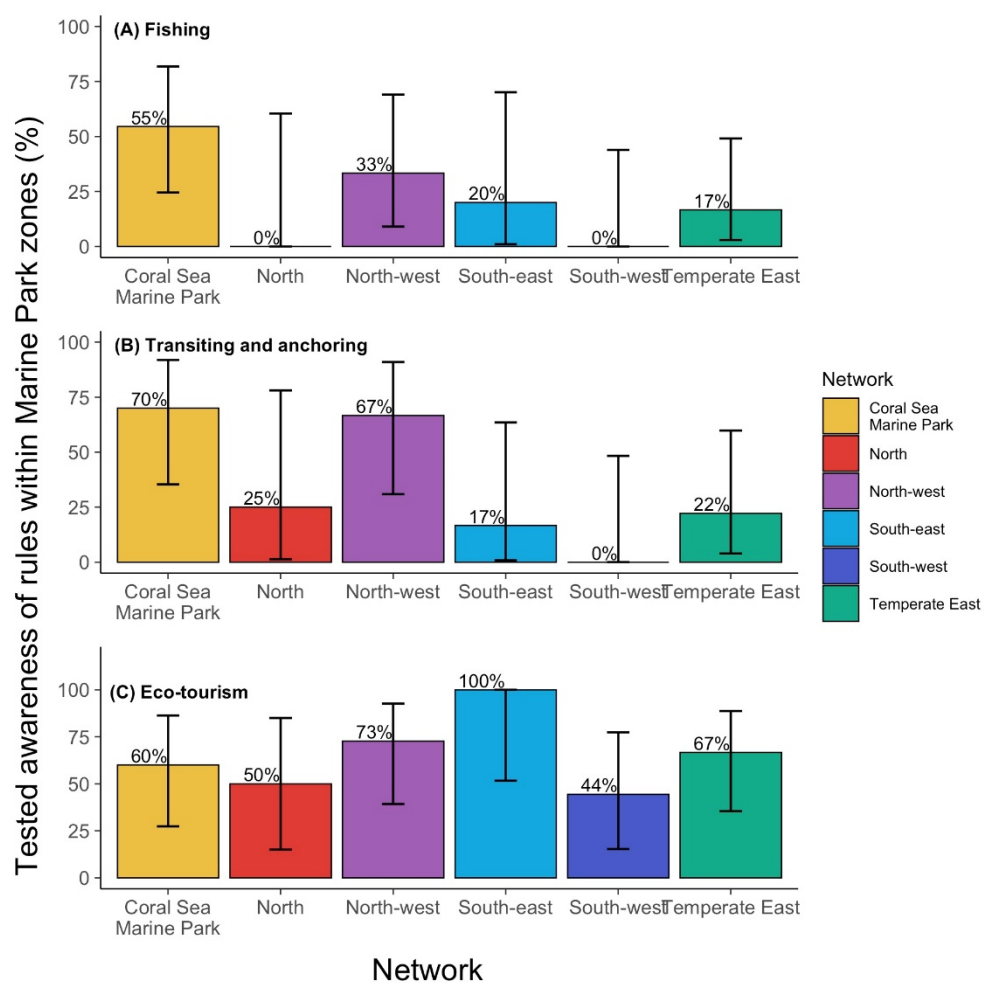 Tested awareness of rules within Marine Park zones (%)
(A) Fishing
100
75
50
25
0
55%
0%
33%
20%
0%
17%
Coral Sea
Marine Park
North
North-west
South-east
South-west
Temperate East
(B) Transiting and anchoring
100
75
50
25
0
70%
25%
67%
17%
0%
22%
Coral Sea
Marine Park
North
North-west
South-east
South-west
Temperate East
(C) Eco-tourism
100
75
50
25
0
60%
50%
73%
100%
44%
67%
Coral Sea
Marine Park
North
North-west
South-east
South-west
Temperate East
Network
Network
Coral Sea
Marine Park
North
North-west
South-east
South-west
Temperate East